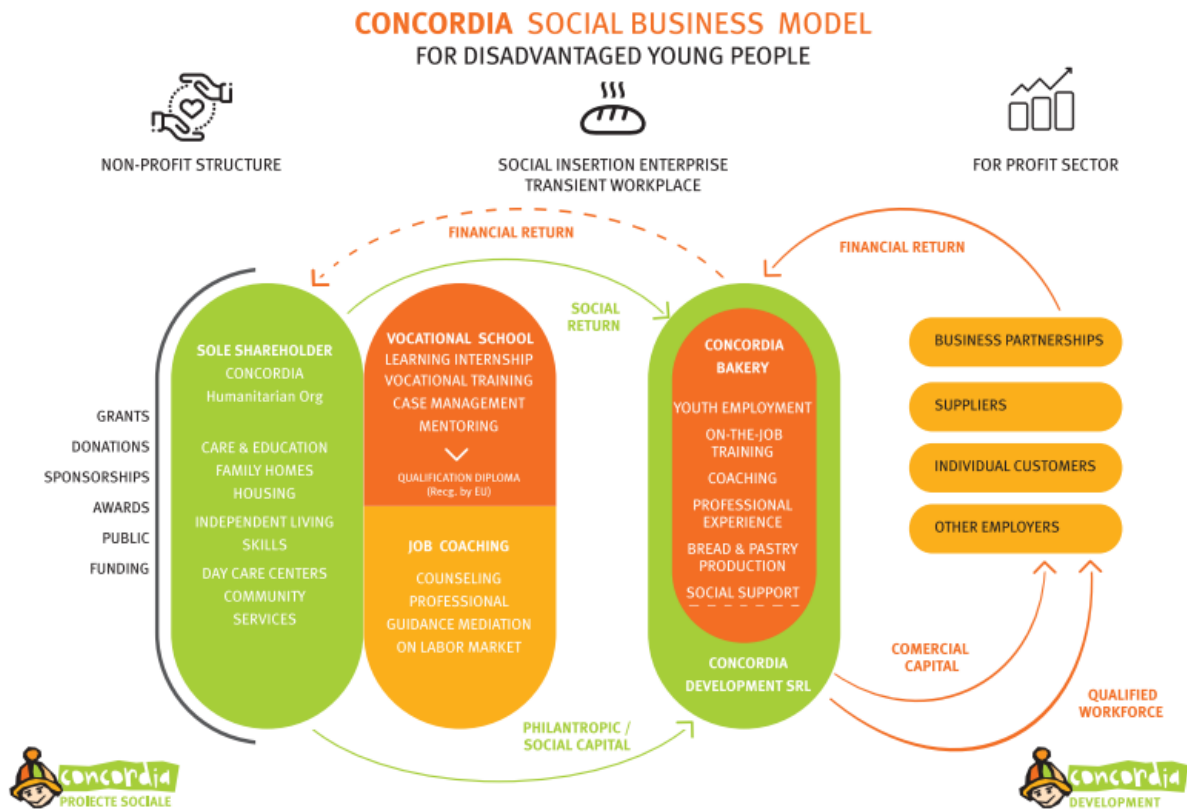 CONCORDIA SOCIAL BUSINESS MODEL
FOR DISADVANTAGED YOUNG PEOPLE
NON-PROFIT STRUCTURE
SOCIAL INSERTION ENTERPRISE
TRANSIENT WORKPLACE
FOR PROFIT SECTOR
FINANCIAL RETURN
FINANCIAL RETURN
SOCIAL
RETURN
GRANTS
DONATIONS
SPONSORSHIPS
AWARDS
PUBLIC
FUNDING
SOLE SHAREHOLDER
CONCORDIA
Humanitarian Org
CARE & EDUCATION
FAMILY HOMES
HOUSING
INDEPENDENT LIVING
SKILLS
DAY CARE CENTERS
COMMUNITY
SERVICES
VOCATIONAL SCHOOL
LEARNING INTERNSHIP
VOCATIONAL TRAINING
CASE MANAGEMENT
MENTORING
QUALIFICATION DIPLOMA
(Recg. by EU)
JOB COACHING
COUNSELING
PROFESSIONAL
GUIDANCE MEDIATION
ON LABOR MARKET
CONCORDIA
BAKERY
YOUTH EMPLOYMENT
ON-THE-JOB
TRAINING
COACHING
PROFESSIONAL
EXPERIENCE
BREAD & PASTRY
PRODUCTION
SOCIAL SUPPORT
CONCORDIA
DEVELOPMENT SRL
BUSINESS PARTNERSHIPS
SUPPLIERS
INDIVIDUAL CUSTOMERS
OTHER EMPLOYERS
COMERCIAL
CAPITAL
QUALIFIED
WORKFORCE
PHILANTROPIC /
SOCIAL CAPITAL
concordia
PROIECTE SOCIALE
concordia
DEVELOPMENT